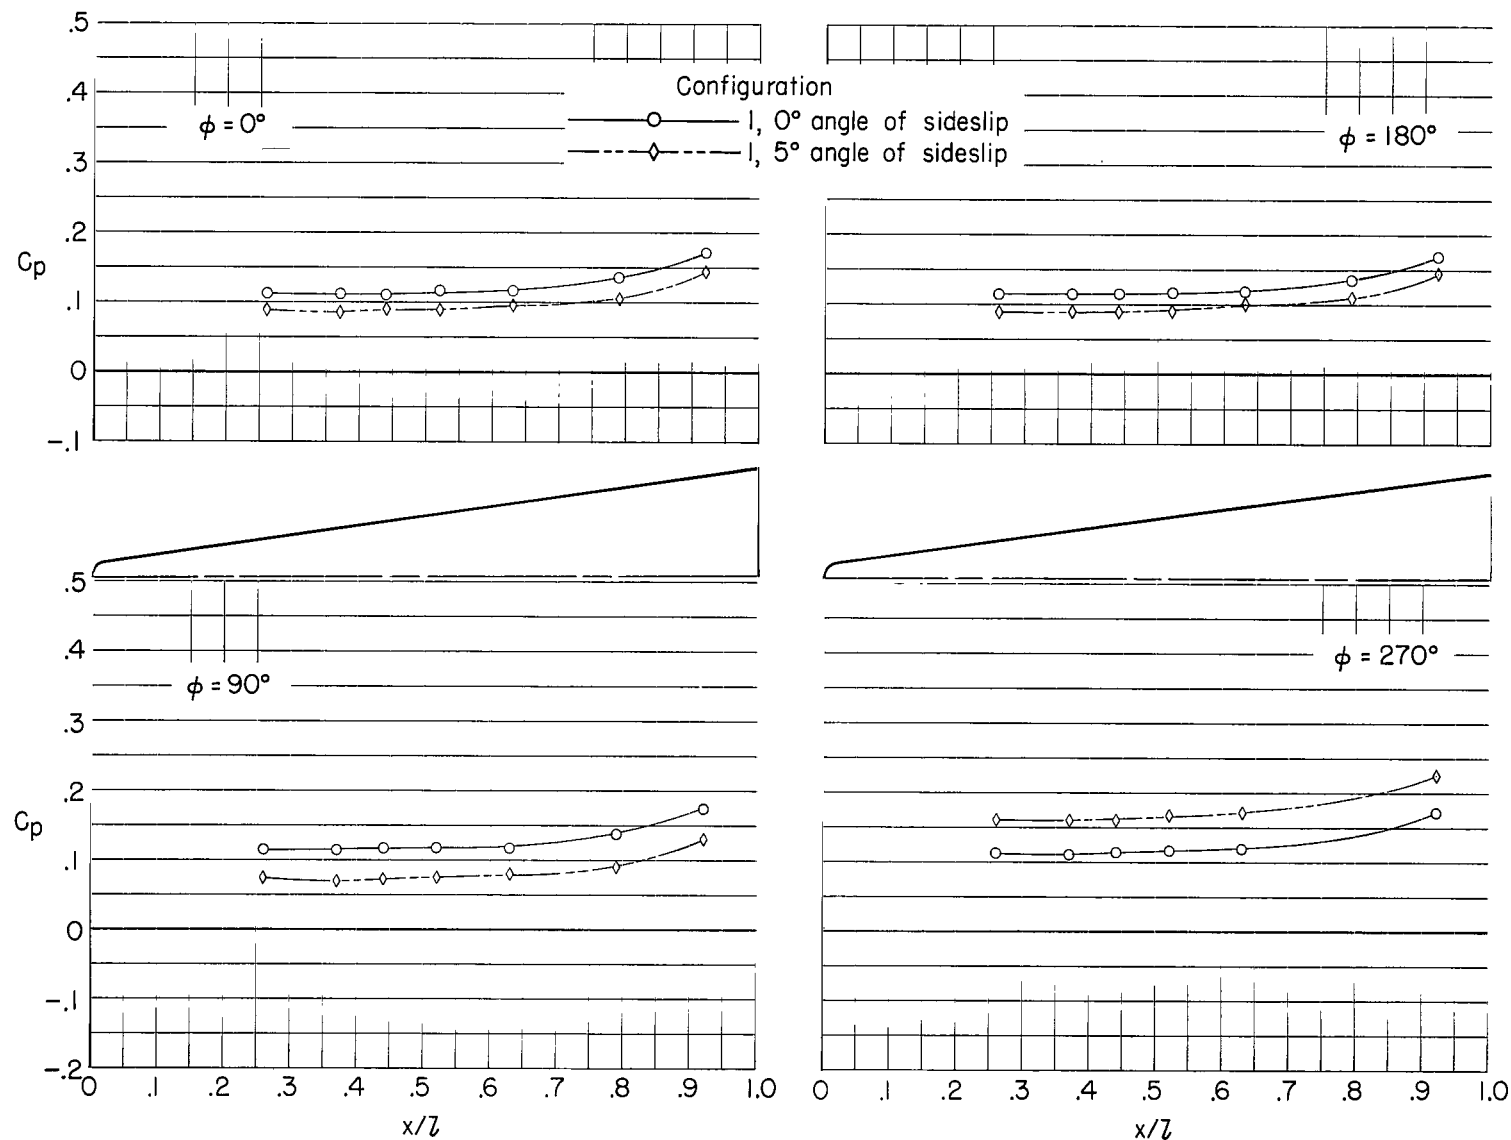 Configuration
1, 0° angle of sideslip
1, 5° angle of sideslip
ϕ = 0°
.5
.4
.3
.2
.1
0
-.1
Cp
ϕ = 180°
ϕ = 90°
.5
.4
.3
.2
.1
0
-.1
-.2
Cp
0 .1 .2 .3 .4 .5 .6 .7 .8 .9 1.0
x/l
ϕ = 270°
0 .1 .2 .3 .4 .5 .6 .7 .8 .9 1.0
x/l